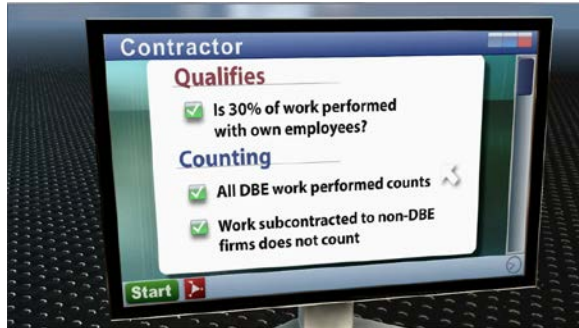 Contractor
Qualifies
Is 30% of work performed
with own employees?
Counting
All DBE work performed counts
Work subcontracted to non-DBE
firms does not count
Start